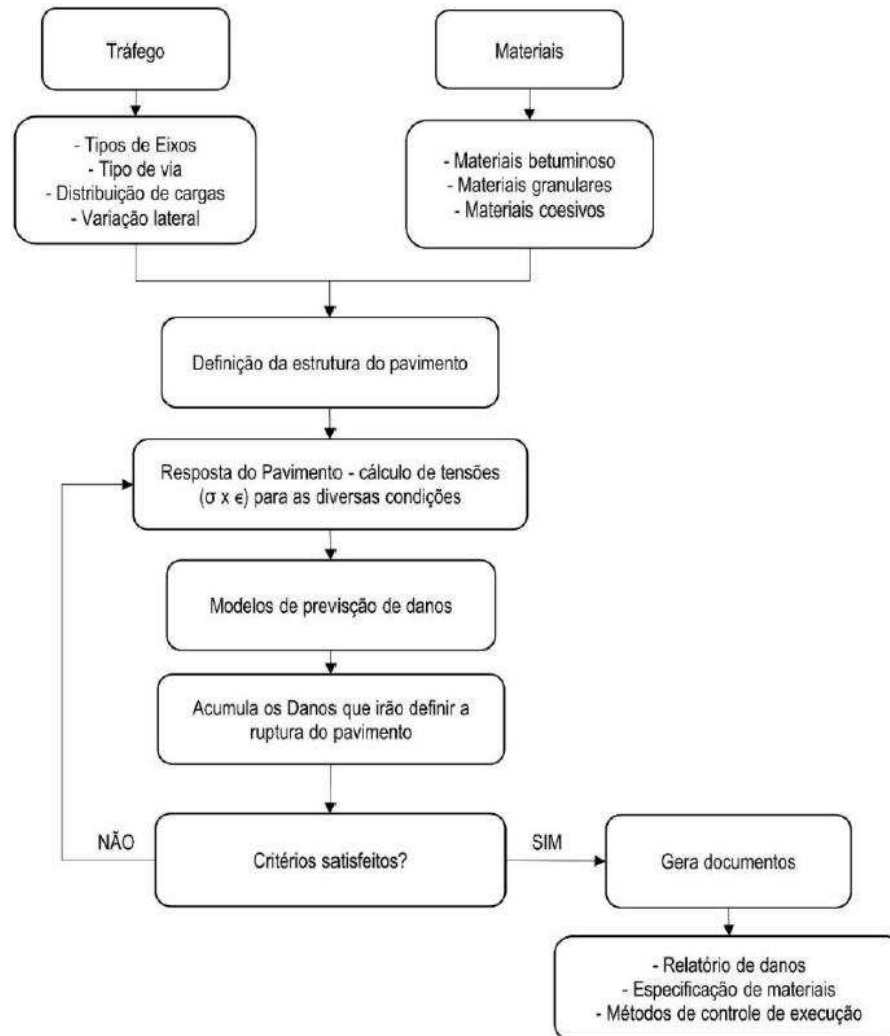 Tráfego
Materiais
- Tipos de Eixos
- Tipo de via
- Distribuição de cargas
- Variação lateral
- Materiais betuminoso
- Materiais granulares
- Materiais coesivos
Definição da estrutura do pavimento
Resposta do Pavimento - cálculo de tensões
(σ x ϵ) para as diversas condições
Modelos de prevısção de danos
Acumula os Danos que irão definir a
ruptura do pavimento
NÃO
Critérios satisfeitos?
SIM
Gera documentos
- Relatório de danos
- Especificação de materiais
- Métodos de controle de execução